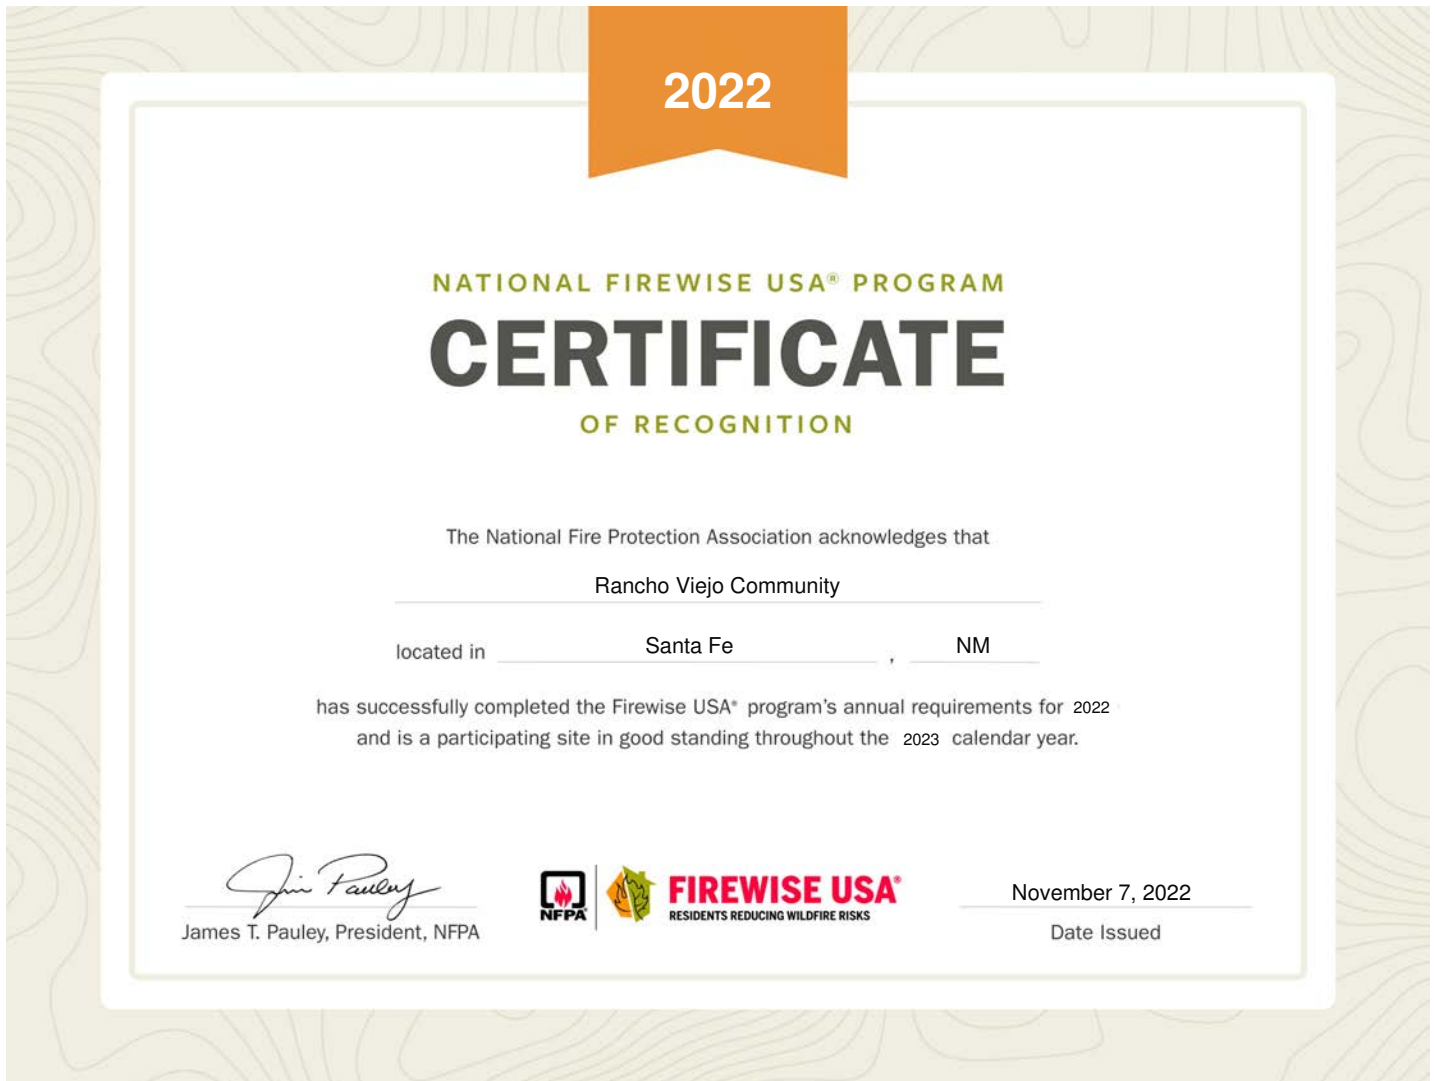 2022
NATIONAL FIREWISE USA® PROGRAM
CERTIFICATE
OF RECOGNITION
The National Fire Protection Association acknowledges that
Rancho Viejo Community
located in Santa Fe , NM
has successfully completed the Firewise USA® program's annual requirements for 2022
and is a participating site in good standing throughout the 2023 calendar year.
Jim Pauley
James T. Pauley, President, NFPA
NFPA®
FIREWISE USA®
RESIDENTS REDUCING WILDFIRE RISKS
November 7, 2022
Date Issued